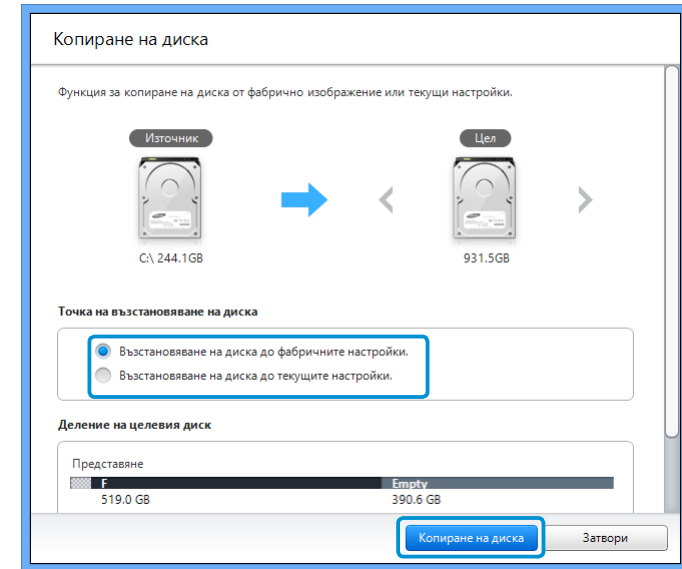 Копиране на диска
Функция за копиране на диска от фабрично изображение или текущи настройки.
Източник
Цел
C:\ 244.1GB
931.5GB
Точка на възстановяване на диска
Възстановяване на диска до фабричните настройки.
Възстановяване на диска до текущите настройки.
Деление на целевия диск
Представяне
F
Empty
519.0 GB
390.6 GB
Копиране на диска
Затвори